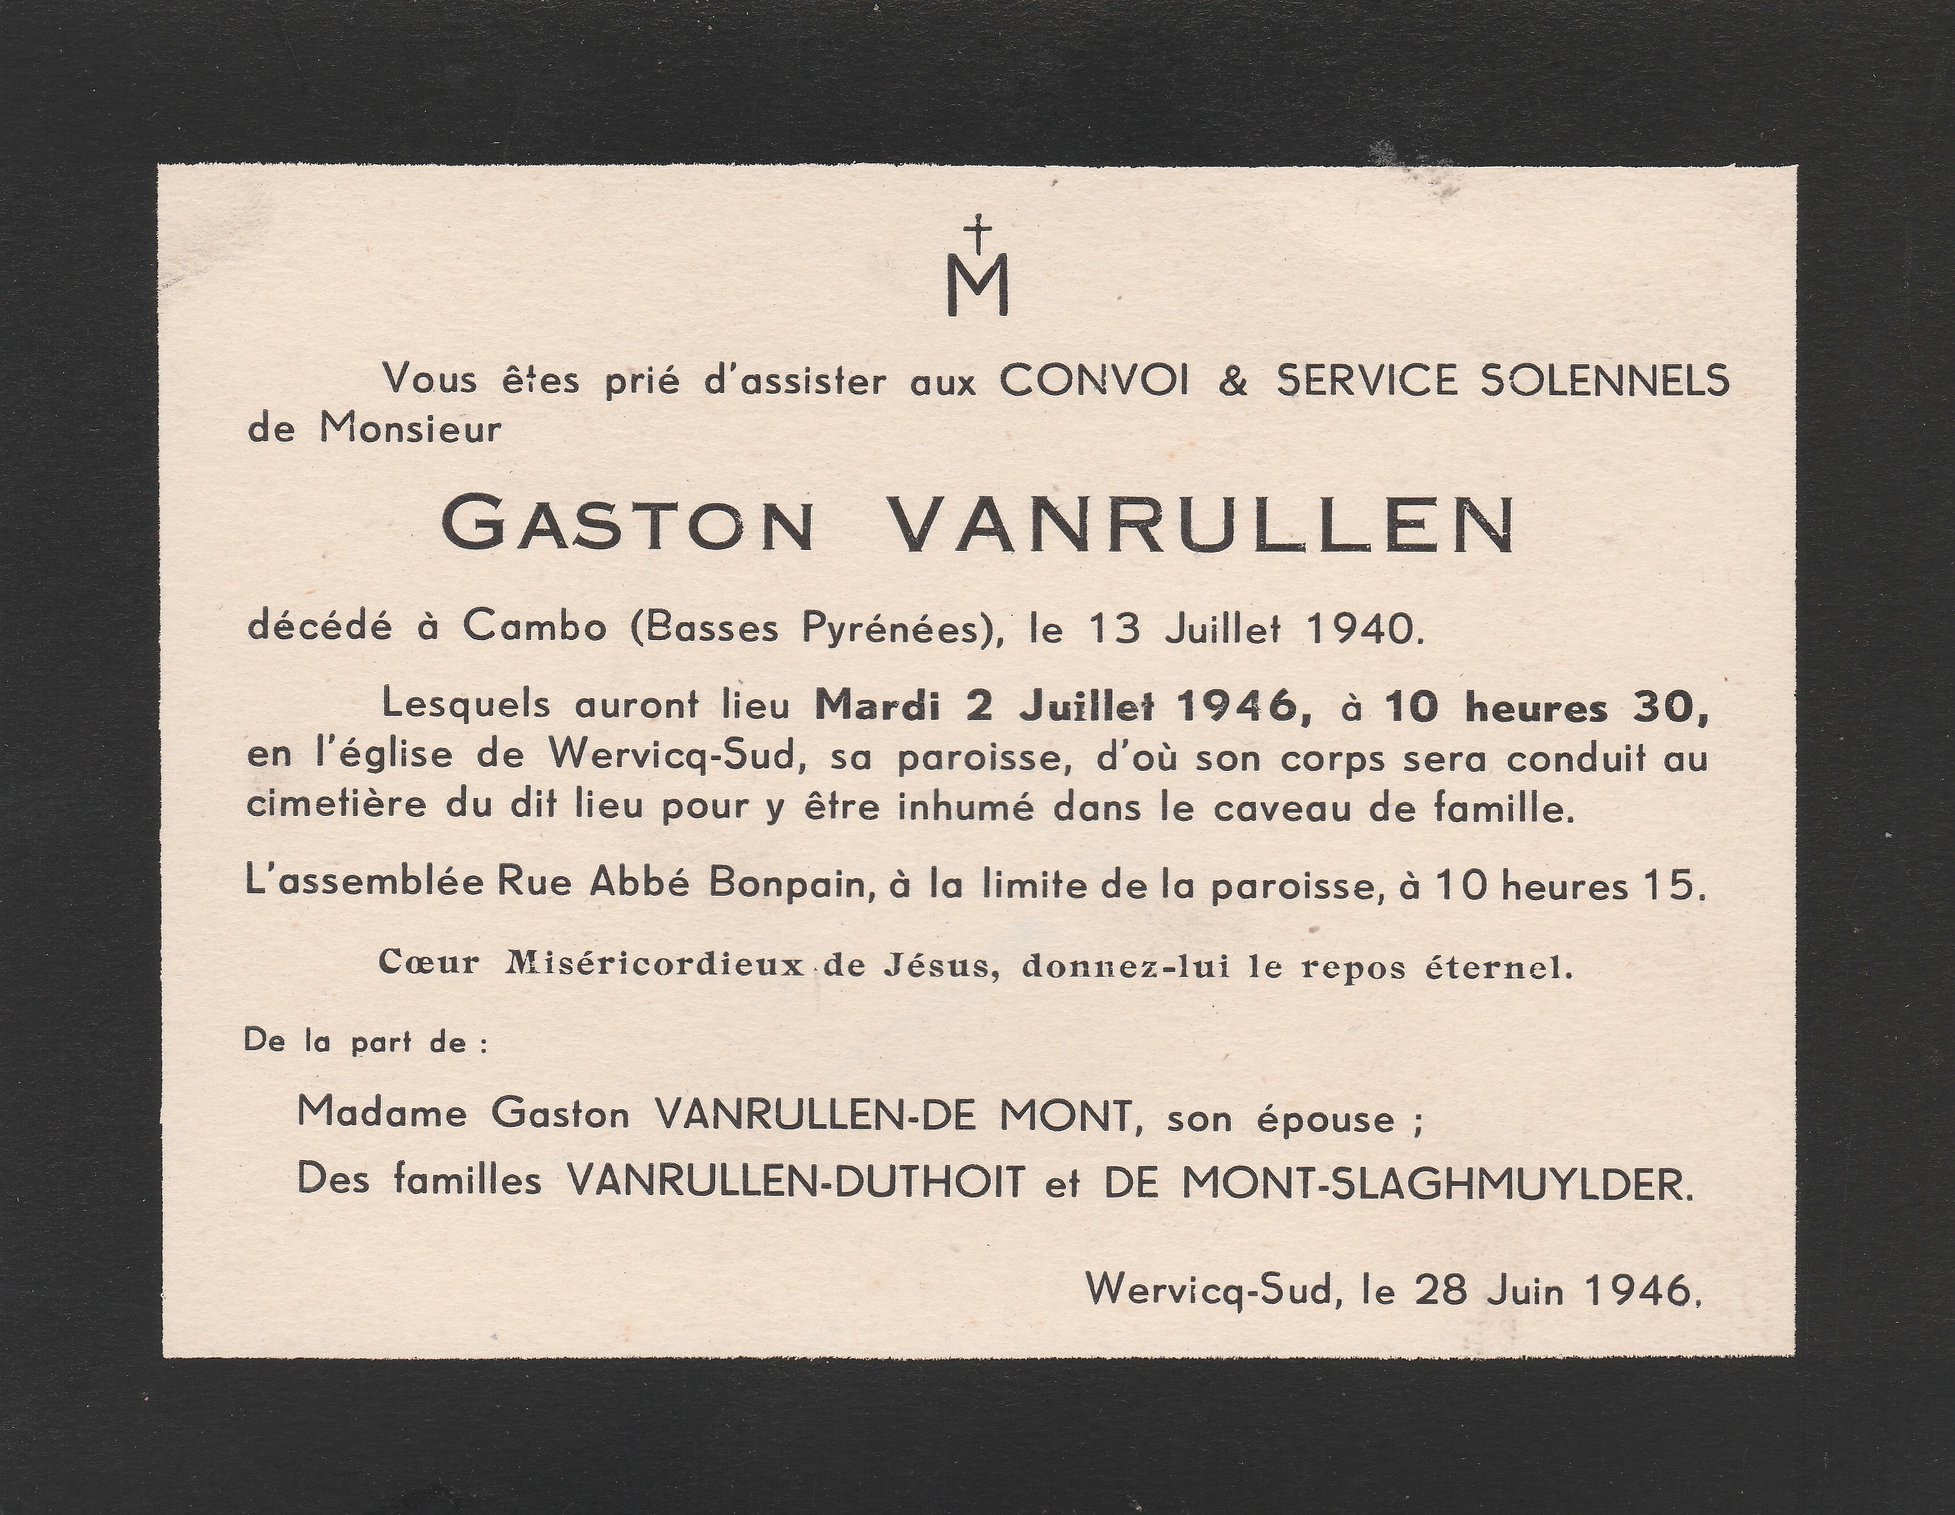 †
M
Vous êtes prié d'assister aux CONVOI & SERVICE SOLENNELS
de Monsieur
GASTON VANRULLEN
décédé à Cambo (Basses Pyrénées), le 13 Juillet 1940.
Lesquels auront lieu Mardi 2 Juillet 1946, à 10 heures 30,
en l'église de Wervicq-Sud, sa paroisse, d'où son corps sera conduit au
cimetière du dit lieu pour y être inhumé dans le caveau de famille.
L'assemblée Rue Abbé Bonpain, à la limite de la paroisse, à 10 heures 15.
Cœur Miséricordieux de Jésus, donnez-lui le repos éternel.
De la part de :
Madame Gaston VANRULLEN-DE MONT, son épouse ;
Des familles VANRULLEN-DUTHOIT et DE MONT-SLAGHMUYLDER.
Wervicq-Sud, le 28 Juin 1946.